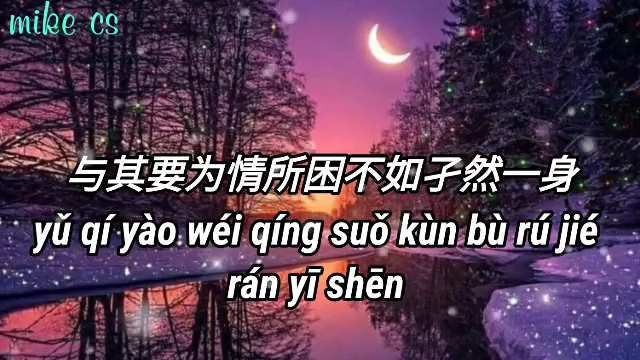 mike cs
与其要为情所困不如孑然一身
yǔ qí yào wéi qíng suǒ kùn bù rú jié
rán yī shēn